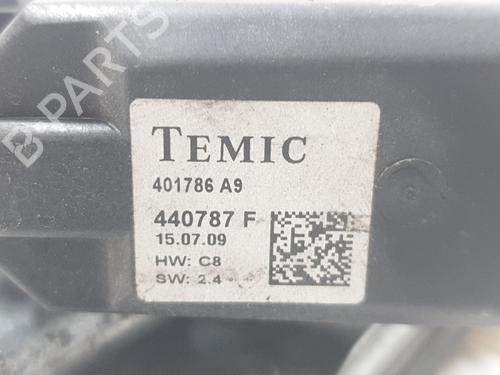 B PARTS
TEMIC
401786 A9
440787 F
15.07.09
HW: C8
SW: 2.4